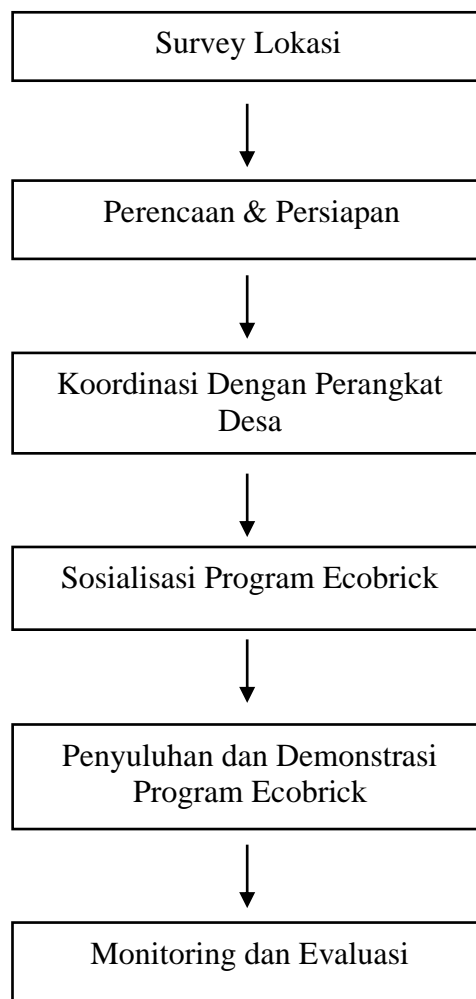 Survey Lokasi
Perencaan & Persiapan
Koordinasi Dengan Perangkat
Desa
Sosialisasi Program Ecobrick
Penyuluhan dan Demonstrasi
Program Ecobrick
Monitoring dan Evaluasi